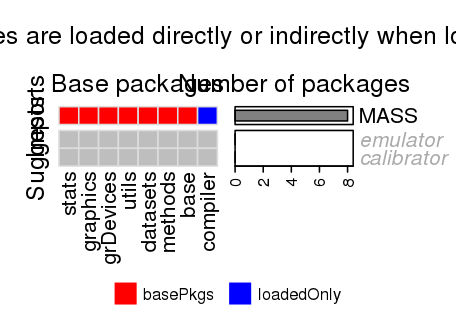 es are loaded directly or indirectly when lo
Base packages
Number of packages
Imports
Suggests
MASS
emulator
calibrator
stats
graphics
grDevices
utils
datasets
methods
base
compiler
0
2
4
6
8
basePkgs
loadedOnly